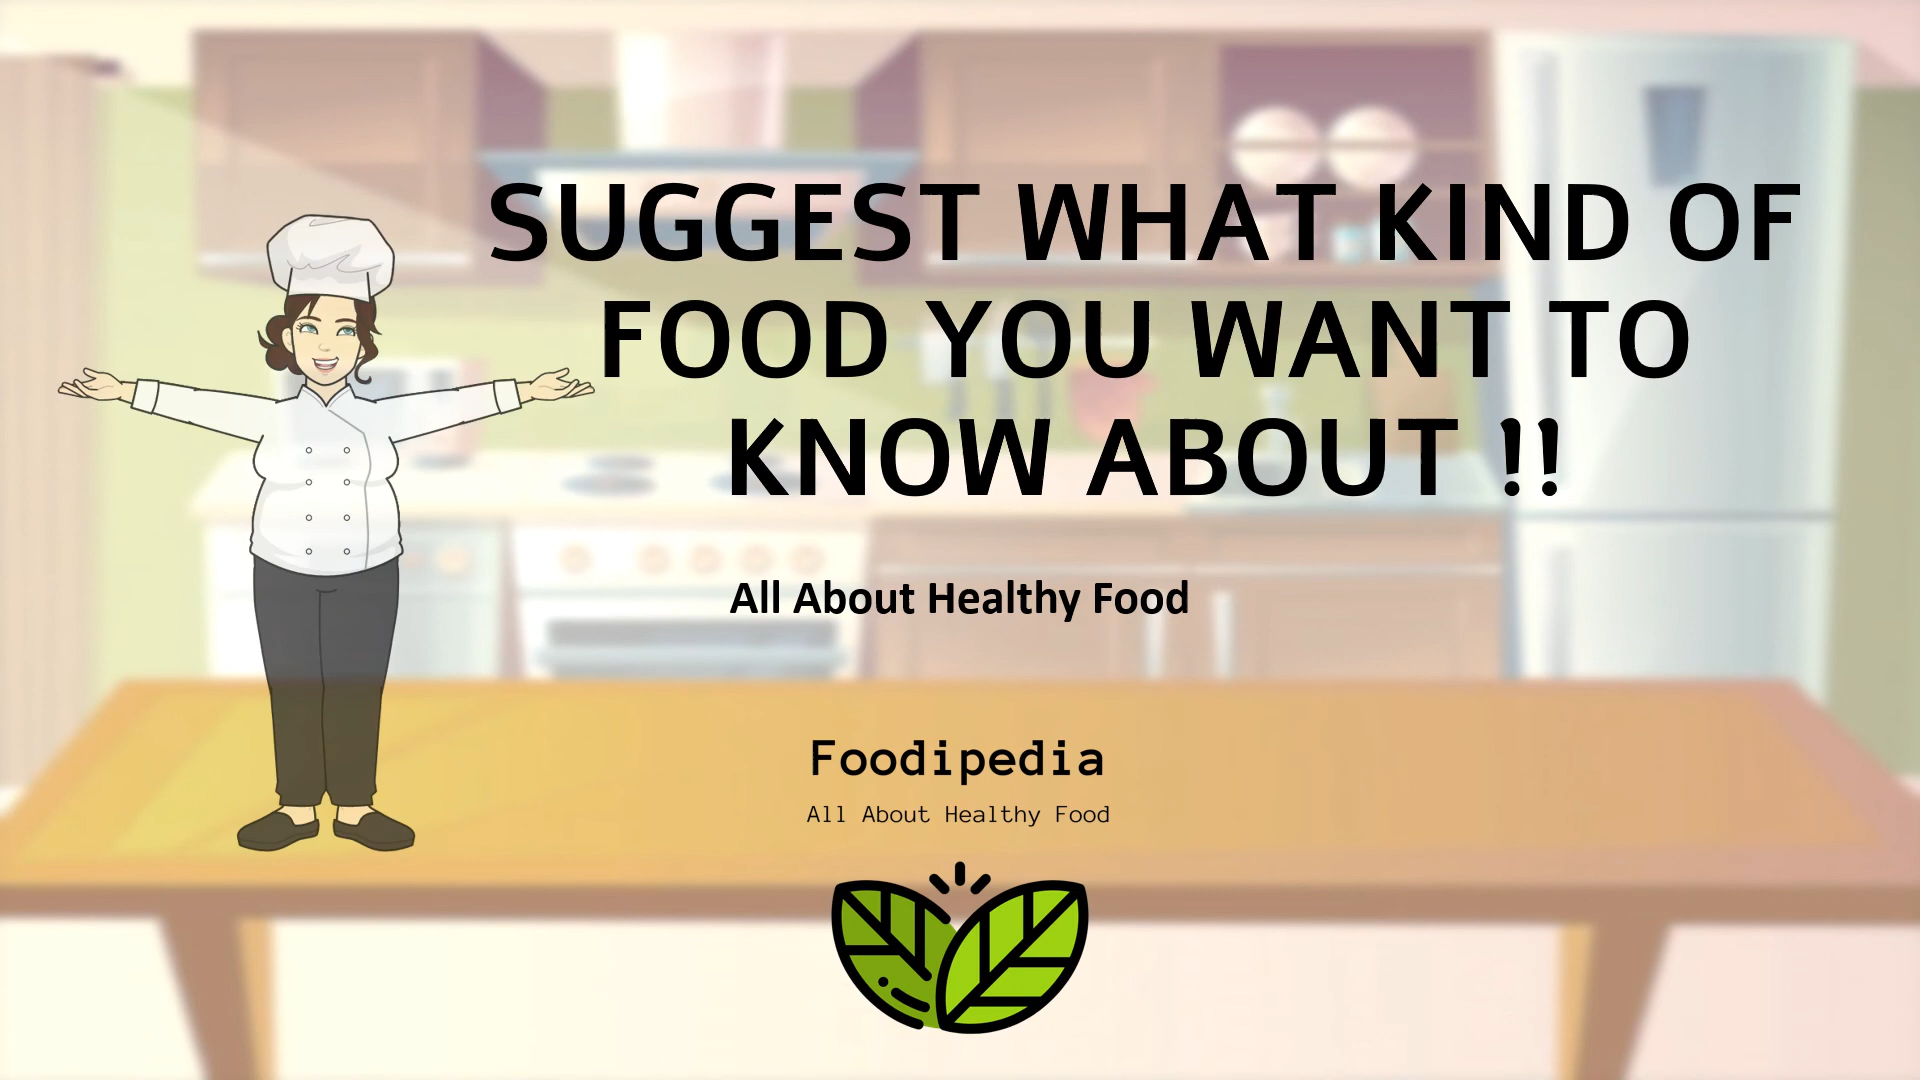 SUGGEST WHAT KIND OF
FOOD YOU WANT TO
KNOW ABOUT !!
All About Healthy Food
Foodipedia
All About Healthy Food